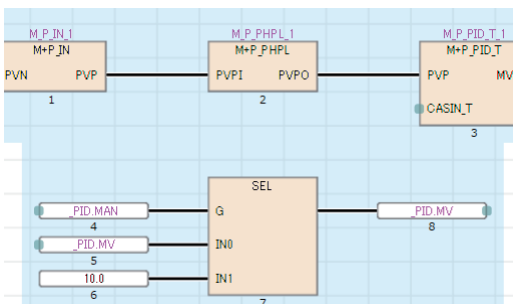 M_P_IN_1 M_P_PHPL_1 M_P_PID_T_1
M+P_IN M+P_PHPL M+P_PID_T
PVN PVP PVPI PVPO PVP MV
CASIN_T
1 2 3
SEL
_PID.MAN G _PID.MV
4 8
_PID.MV IN0
5
10.0 IN1
6 7